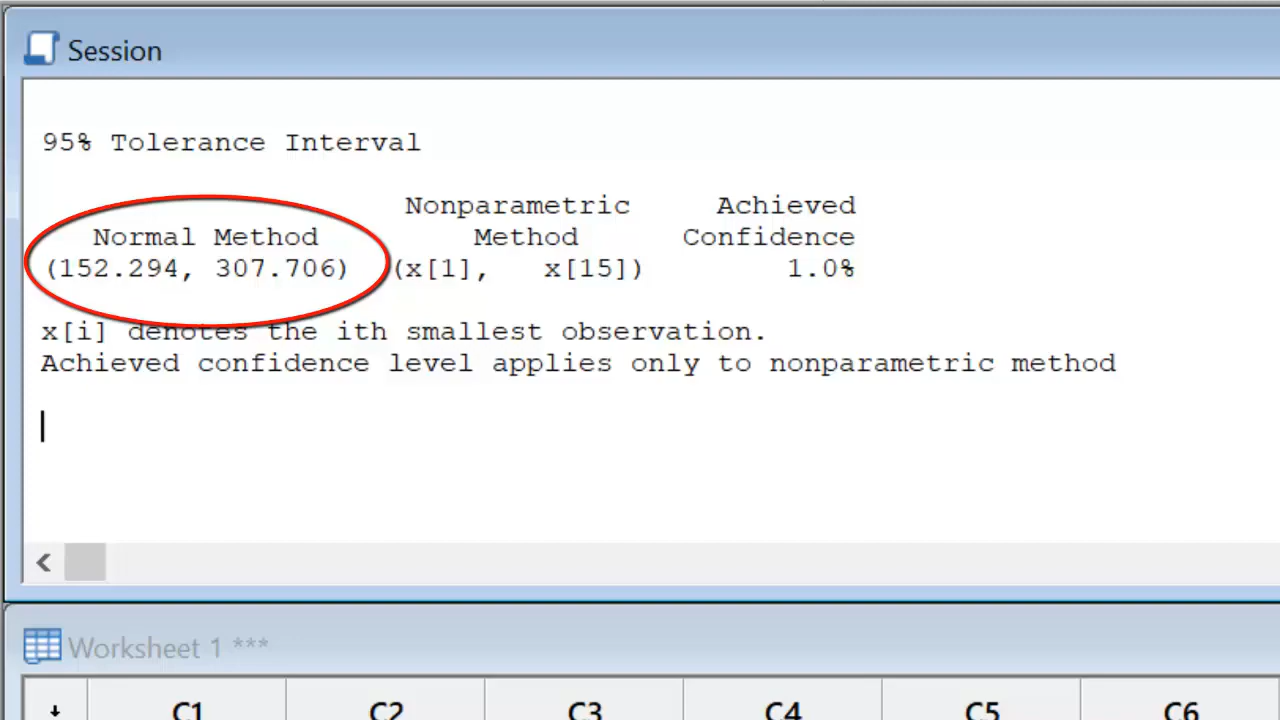 Session
95% Tolerance Interval
Nonparametric Achieved
Normal Method Method Confidence
(152.294, 307.706) (x[1], x[15]) 1.0%
x[i] denotes the ith smallest observation.
Achieved confidence level applies only to nonparametric method
Worksheet 1 ***
C1 C2 C3 C4 C5 C6